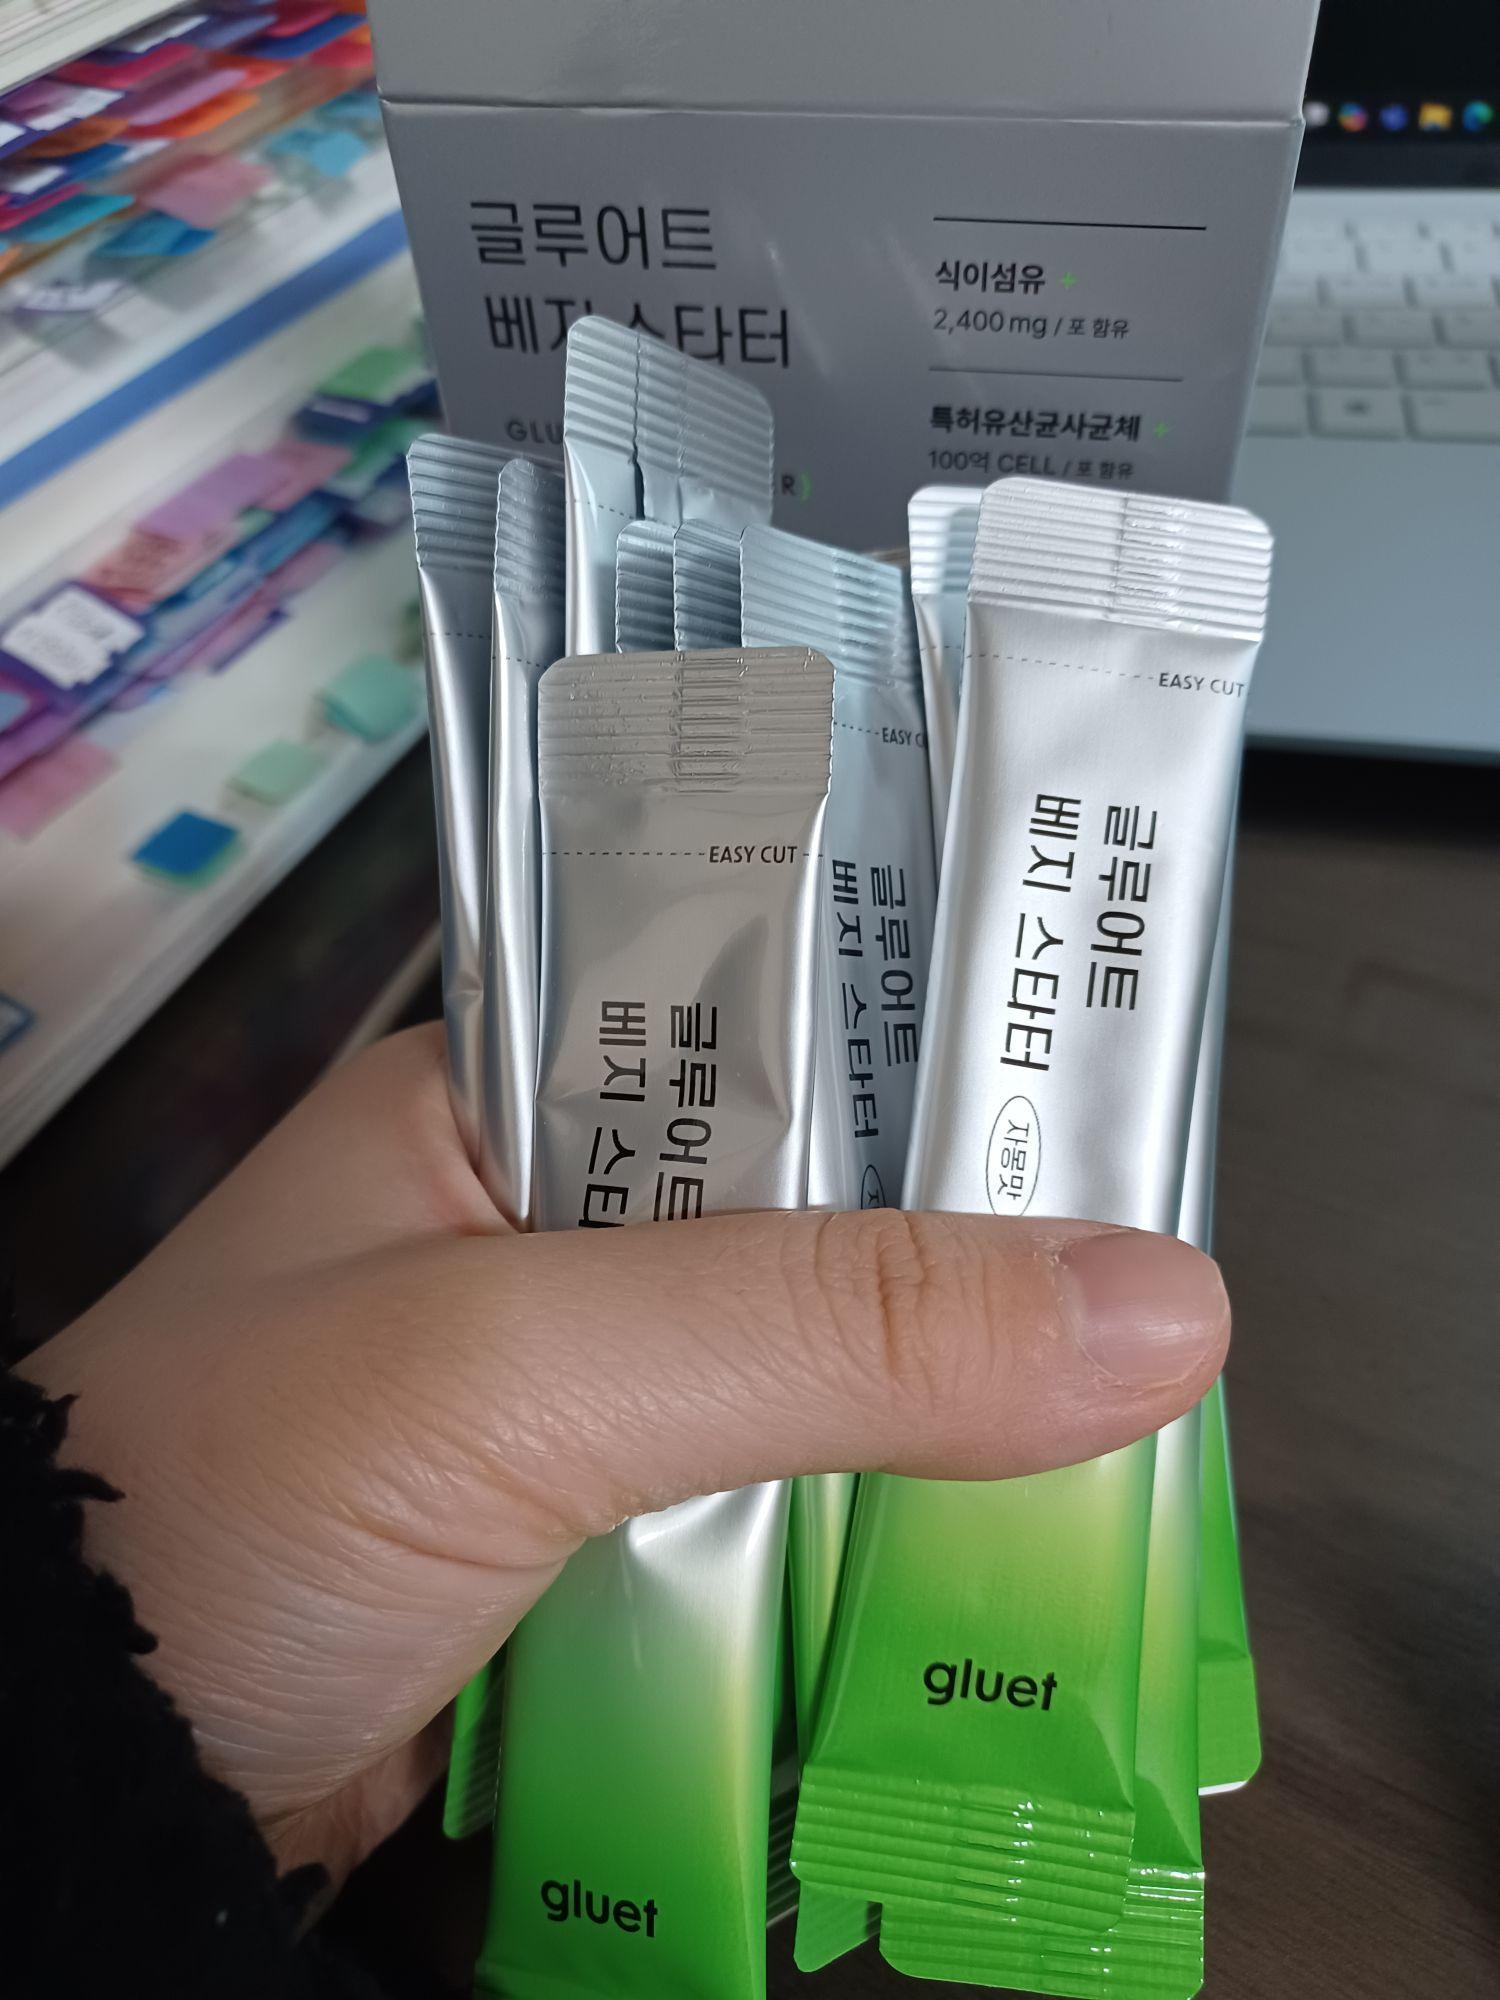 글루어트
베지 스타터
식이섬유 +
2,400 mg / 포 함유
특허유산균사균체 +
100억 CELL / 포 함유
GLU
R)
EASY CUT
글루어트
베지 스타터
자몽맛
gluet
EASY CUT
글루어트
베지 스타
gluet
EASY CU
글루어트
베지 스타터